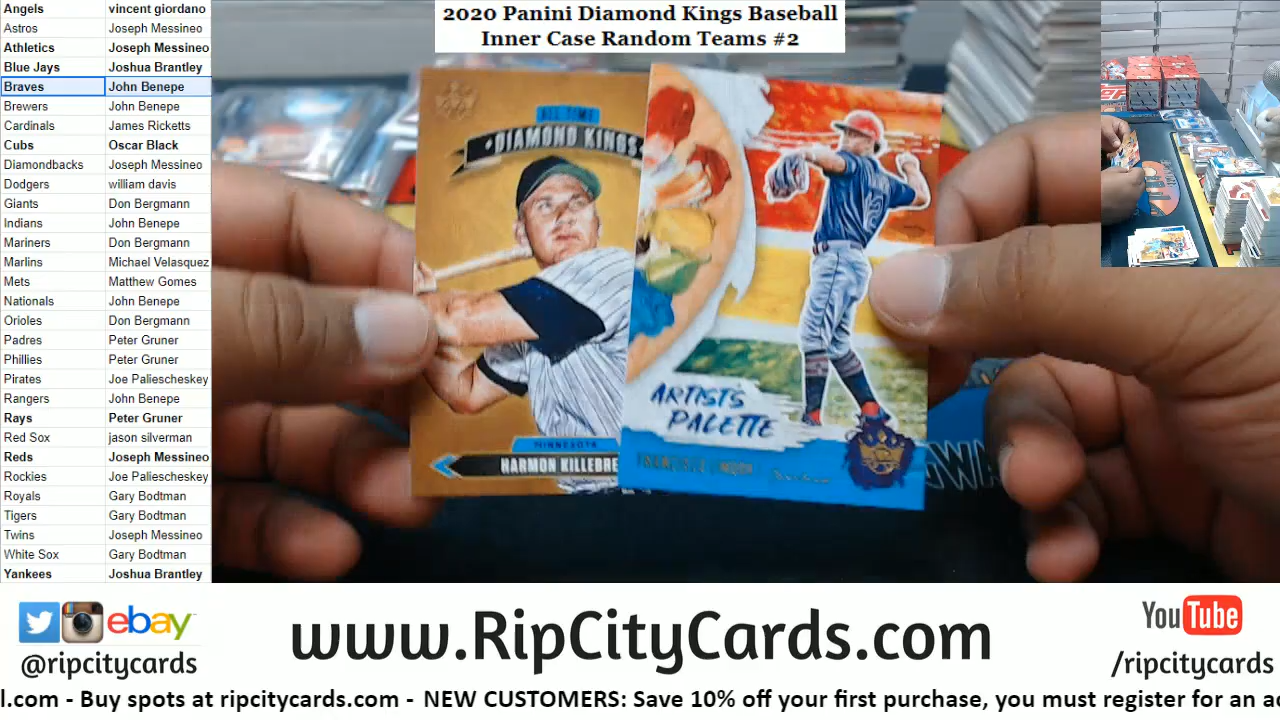 2020 Panini Diamond Kings Baseball
Inner Case Random Teams #2
Angels vincent giordano
Astros Joseph Messineo
Athletics Joseph Messineo
Blue Jays Joshua Brantley
Braves John Benepe
Brewers John Benepe
Cardinals James Ricketts
Cubs Oscar Black
Diamondbacks Joseph Messineo
Dodgers william davis
Giants Don Bergmann
Indians John Benepe
Mariners Don Bergmann
Marlins Michael Velasquez
Mets Matthew Gomes
Nationals John Benepe
Orioles Don Bergmann
Padres Peter Gruner
Phillies Peter Gruner
Pirates Joe Paliescheskey
Rangers John Benepe
Rays Peter Gruner
Red Sox jason silverman
Reds Joseph Messineo
Rockies Joe Paliescheskey
Royals Gary Bodtman
Tigers Gary Bodtman
Twins Joseph Messineo
White Sox Gary Bodtman
Yankees Joshua Brantley
ALL-TIME
DIAMOND KINGS
MINNESOTA
HARMON KILLEBRE
ARTIST'S
PALETTE
ebay
@ripcitycards
www.RipCityCards.com
YouTube
/ripcitycards
l.com - Buy spots at ripcitycards.com - NEW CUSTOMERS: Save 10% off your first purchase, you must register for an ac